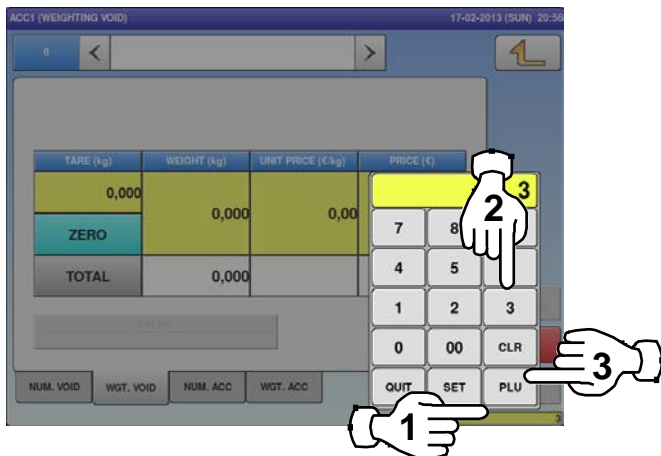 ACC1 (WEIGHTING VOID) 17-02-2013 (SUN) 20:56
0 < >
TARE (kg) WEIGHT (kg) UNIT PRICE (€/kg) PRICE (€)
0,000 0,000 0,00
ZERO
TOTAL 0,000
3
7 8
4 5
1 2 3
0 00 CLR
QUIT SET PLU
NUM. VOID WGT. VOID NUM. ACC WGT. ACC
3
2
3
1